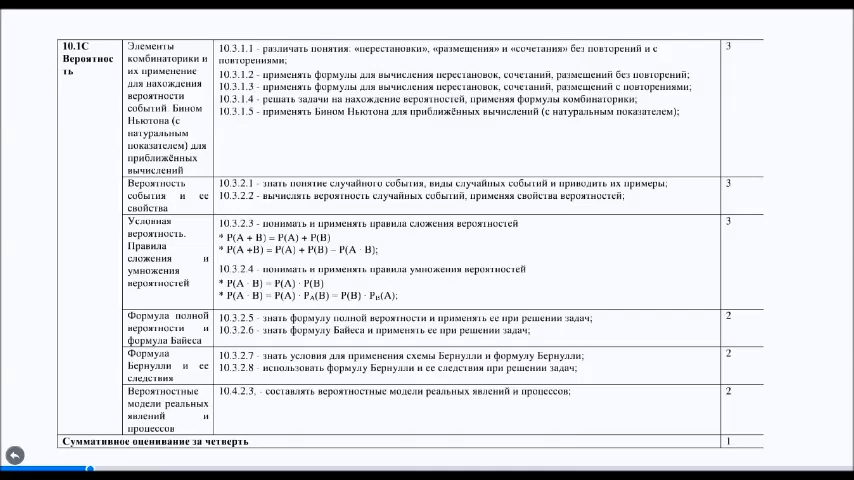 10.1C
Вероятнос
ть
Элементы
комбинаторики и
их применение
для нахождения
вероятности
событий. Бином
Ньютона (с
натуральным
показателем) для
приближённых
вычислений
10.3.1.1 - различать понятия: «перестановки», «размещения» и «сочетания» без повторений и с
повторениями;
10.3.1.2 - применять формулы для вычисления перестановок, сочетаний, размещений без повторений;
10.3.1.3 - применять формулы для вычисления перестановок, сочетаний, размещений с повторениями;
10.3.1.4 - решать задачи на нахождение вероятностей, применяя формулы комбинаторики;
10.3.1.5 - применять Бином Ньютона для приближённых вычислений (с натуральным показателем);
3
Вероятность
события и ее
свойства
10.3.2.1 - знать понятие случайного события, виды случайных событий и приводить их примеры;
10.3.2.2 - вычислять вероятность случайных событий, применяя свойства вероятностей;
3
Условная
вероятность.
Правила
сложения и
умножения
вероятностей
10.3.2.3 - понимать и применять правила сложения вероятностей
* P(A + B) = P(A) + P(B)
* P(A +B) = P(A) + P(B) – P(A · B);
10.3.2.4 - понимать и применять правила умножения вероятностей
* P(A · B) = P(A) · P(B)
* P(A · B) = P(A) · P_A(B) = P(B) · P_B(A);
3
Формула полной
вероятности и
формула Байеса
10.3.2.5 - знать формулу полной вероятности и применять ее при решении задач;
10.3.2.6 - знать формулу Байеса и применять ее при решении задач;
2
Формула
Бернулли и ее
следствия
10.3.2.7 - знать условия для применения схемы Бернулли и формулу Бернулли;
10.3.2.8 - использовать формулу Бернулли и ее следствия при решении задач;
2
Вероятностные
модели реальных
явлений и
процессов
10.4.2.3, - составлять вероятностные модели реальных явлений и процессов;
2
Суммативное оценивание за четверть
1